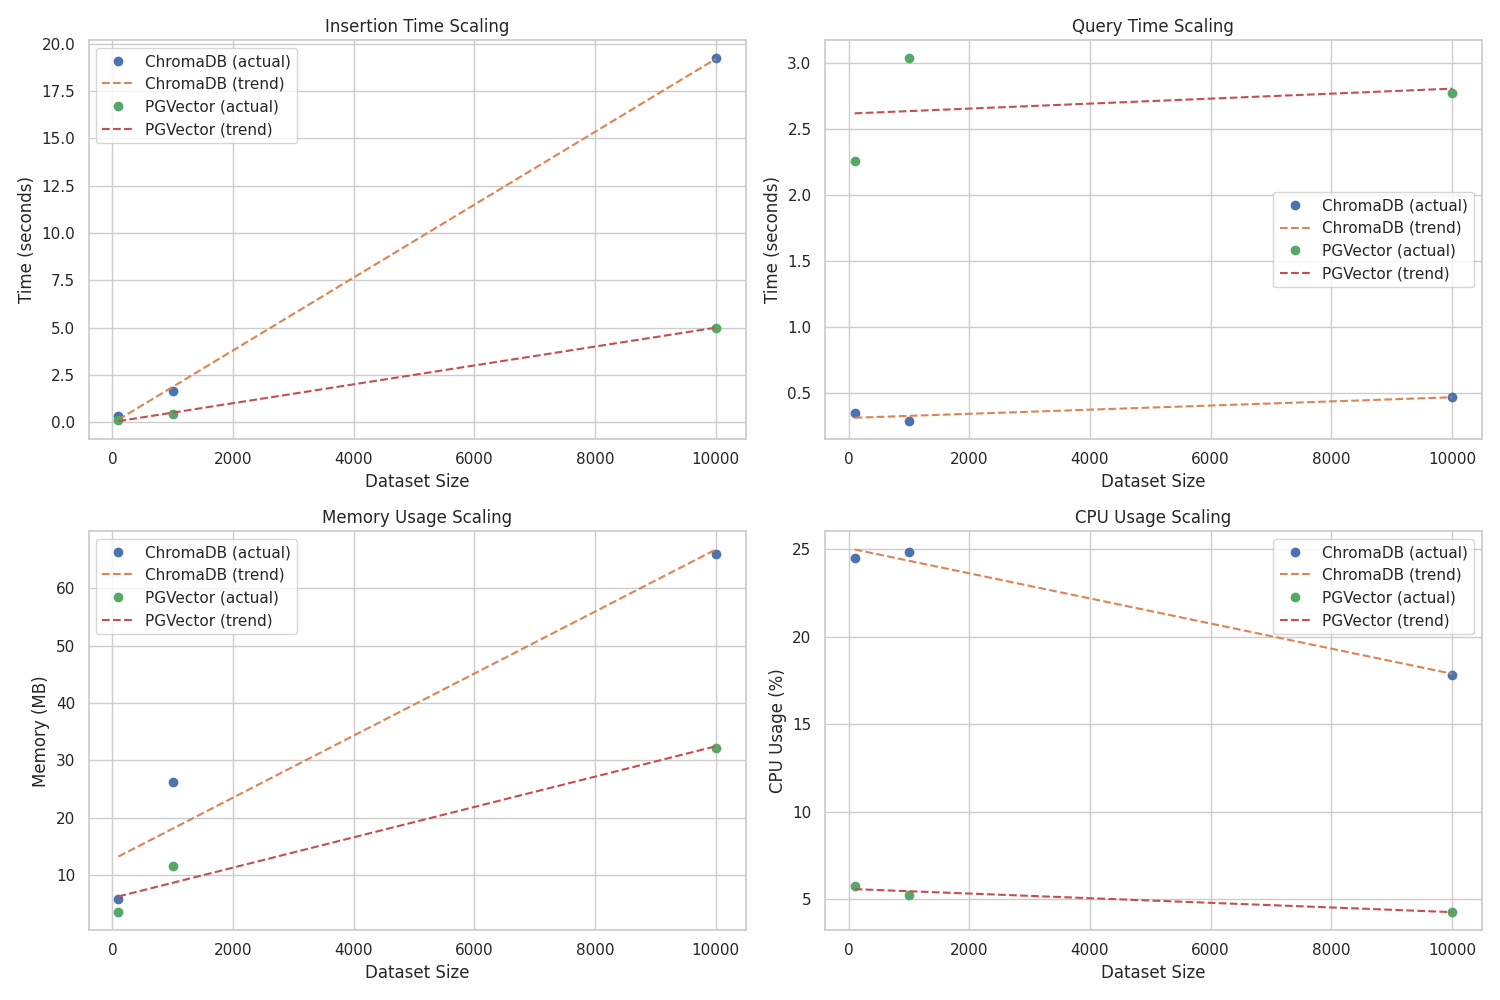 Insertion Time Scaling
Time (seconds)
20.0
17.5
15.0
12.5
10.0
7.5
5.0
2.5
0.0
ChromaDB (actual)
ChromaDB (trend)
PGVector (actual)
PGVector (trend)
0 2000 4000 6000 8000 10000
Dataset Size
Query Time Scaling
Time (seconds)
3.0
2.5
2.0
1.5
1.0
0.5
ChromaDB (actual)
ChromaDB (trend)
PGVector (actual)
PGVector (trend)
0 2000 4000 6000 8000 10000
Dataset Size
Memory Usage Scaling
Memory (MB)
60
50
40
30
20
10
ChromaDB (actual)
ChromaDB (trend)
PGVector (actual)
PGVector (trend)
0 2000 4000 6000 8000 10000
Dataset Size
CPU Usage Scaling
CPU Usage (%)
25
20
15
10
5
ChromaDB (actual)
ChromaDB (trend)
PGVector (actual)
PGVector (trend)
0 2000 4000 6000 8000 10000
Dataset Size